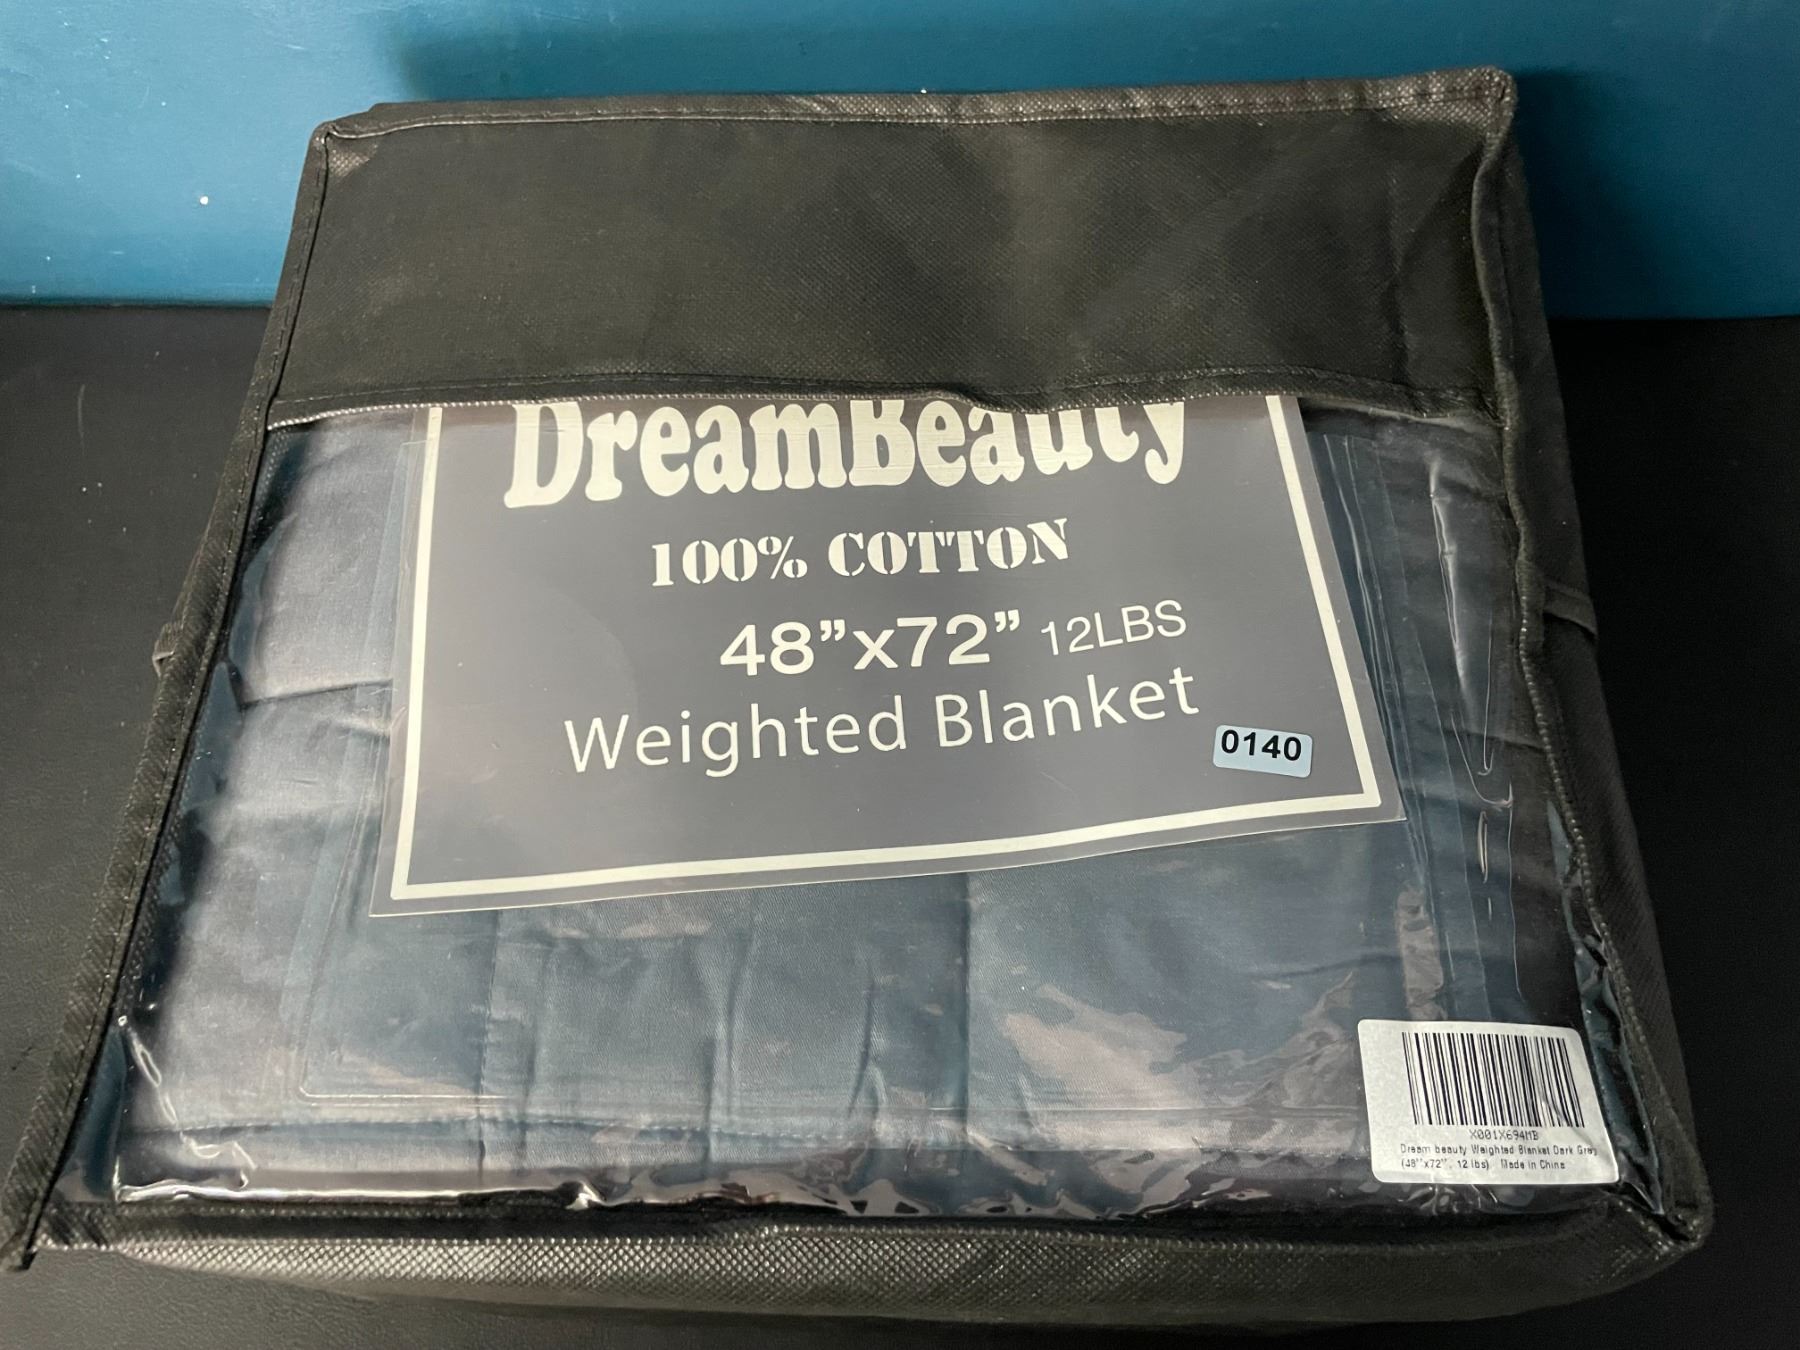 DreamBeauty
100% COTTON
48”x72” 12LBS
Weighted Blanket
0140
X001X694MB
Dream beauty Weighted Blanket Dark Grey
(48''x72'', 12 lbs) Made in China